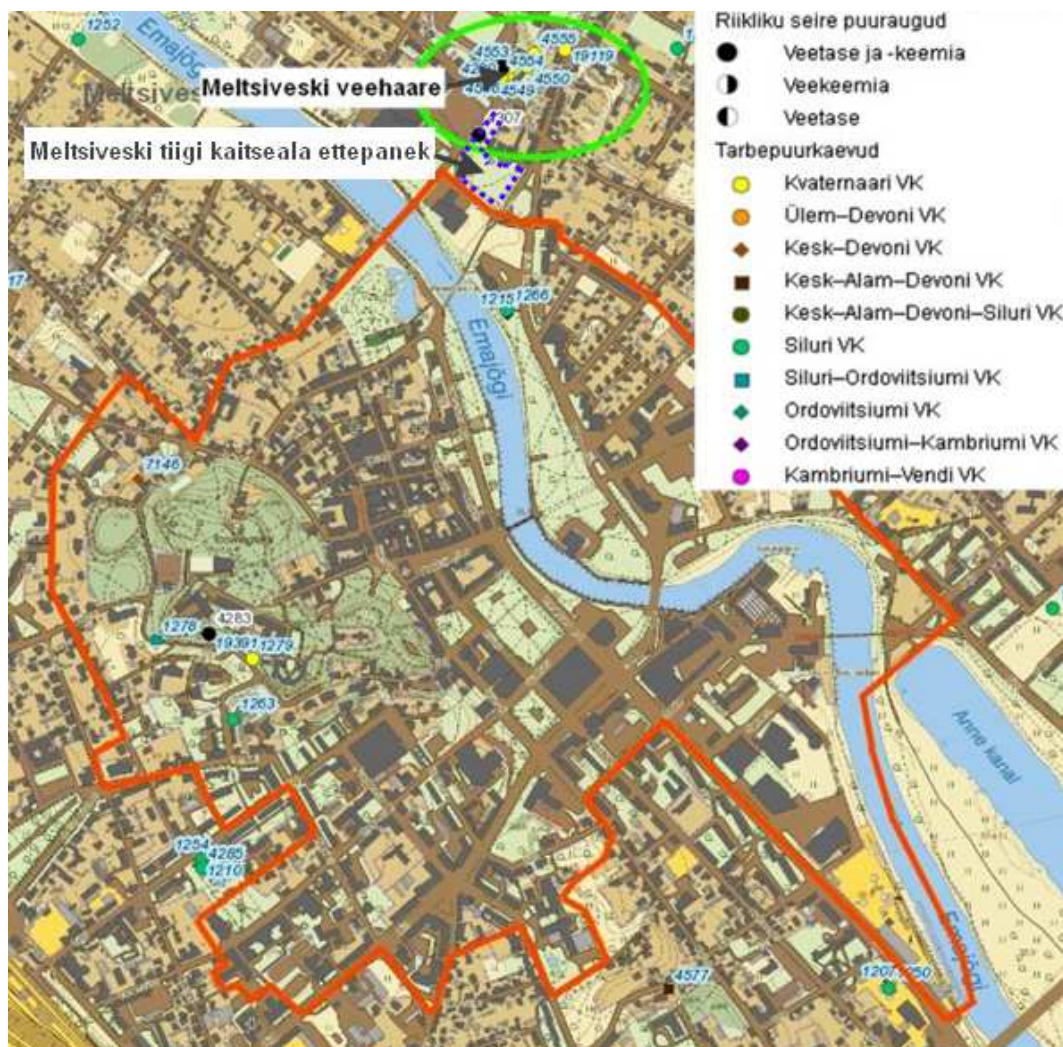 1252
Emajõgi
4553
4555
4554
19119
4550
4549
Meltsiveski veehaare
Meltsiveski tiigi kaitseala ettepanek
Riikliku seire puuraugud
Veetase ja -keemia
Veekeemia
Veetase
Tarbepuurkaevud
Kvaternaari VK
Ülem–Devoni VK
Kesk–Devoni VK
Kesk–Alam–Devoni VK
Kesk–Alam–Devoni–Siluri VK
Siluri VK
Siluri–Ordoviitsiumi VK
Ordoviitsiumi VK
Ordoviitsiumi–Kambriumi VK
Kambriumi–Vendi VK
17
1215
1266
Emajõgi
7146
4283
1278
19391
1279
1263
Anne kanal
1254
4285
1210
4577
1207
Emajõgi